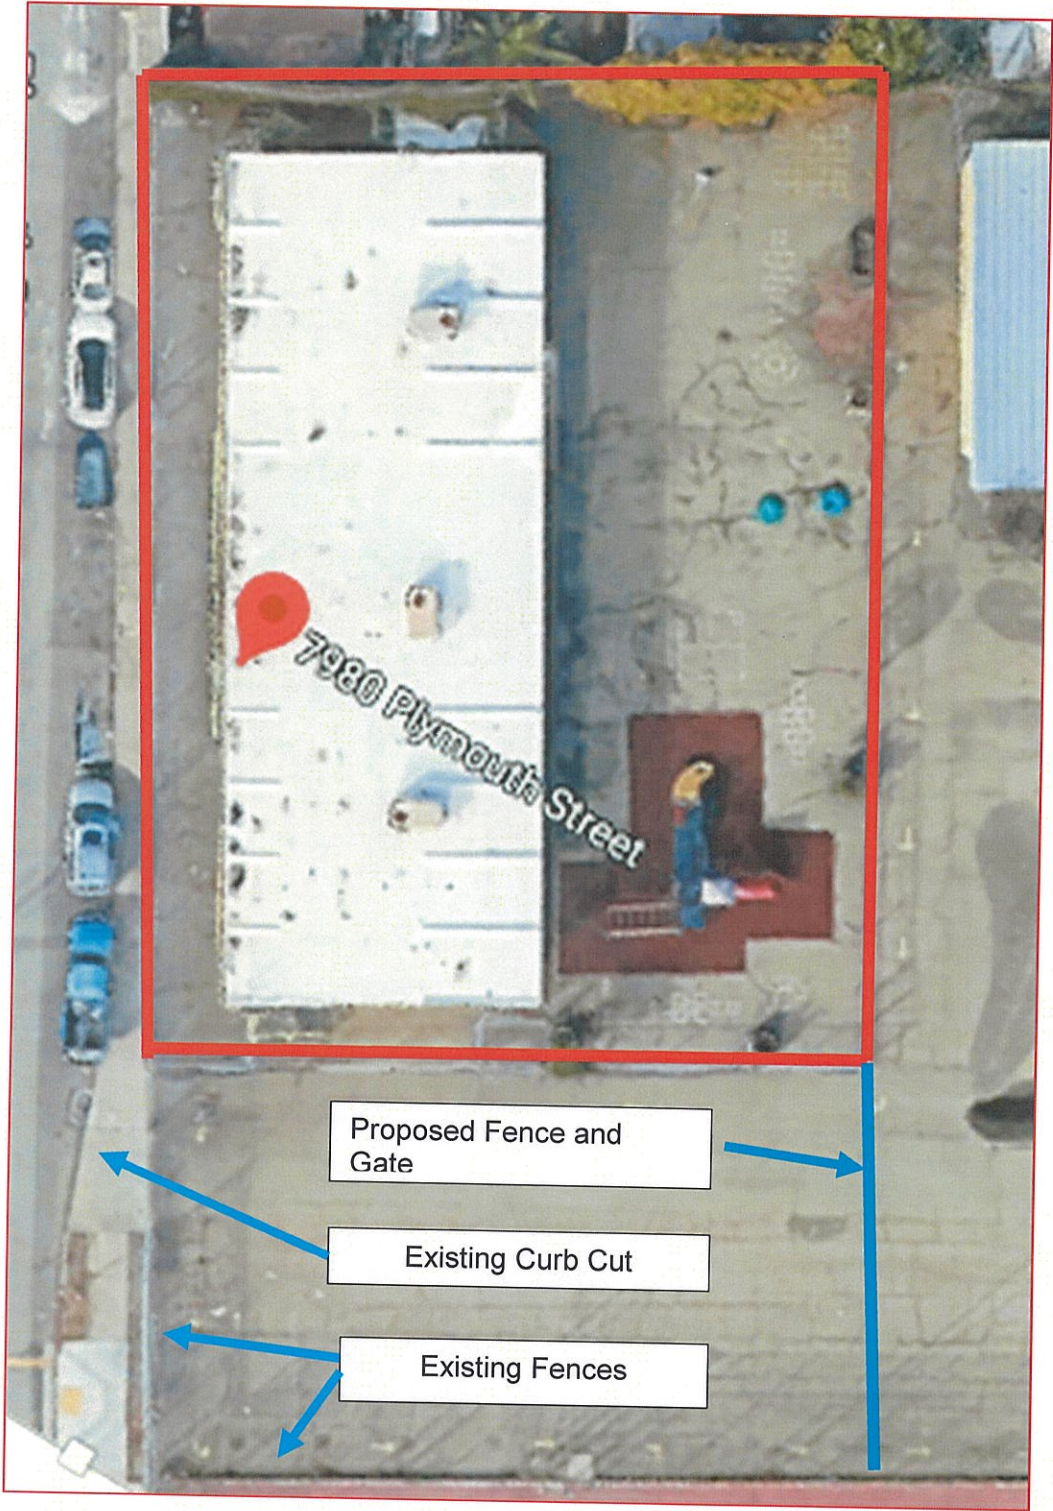 7980 Plymouth Street
Proposed Fence and
Gate
Existing Curb Cut
Existing Fences